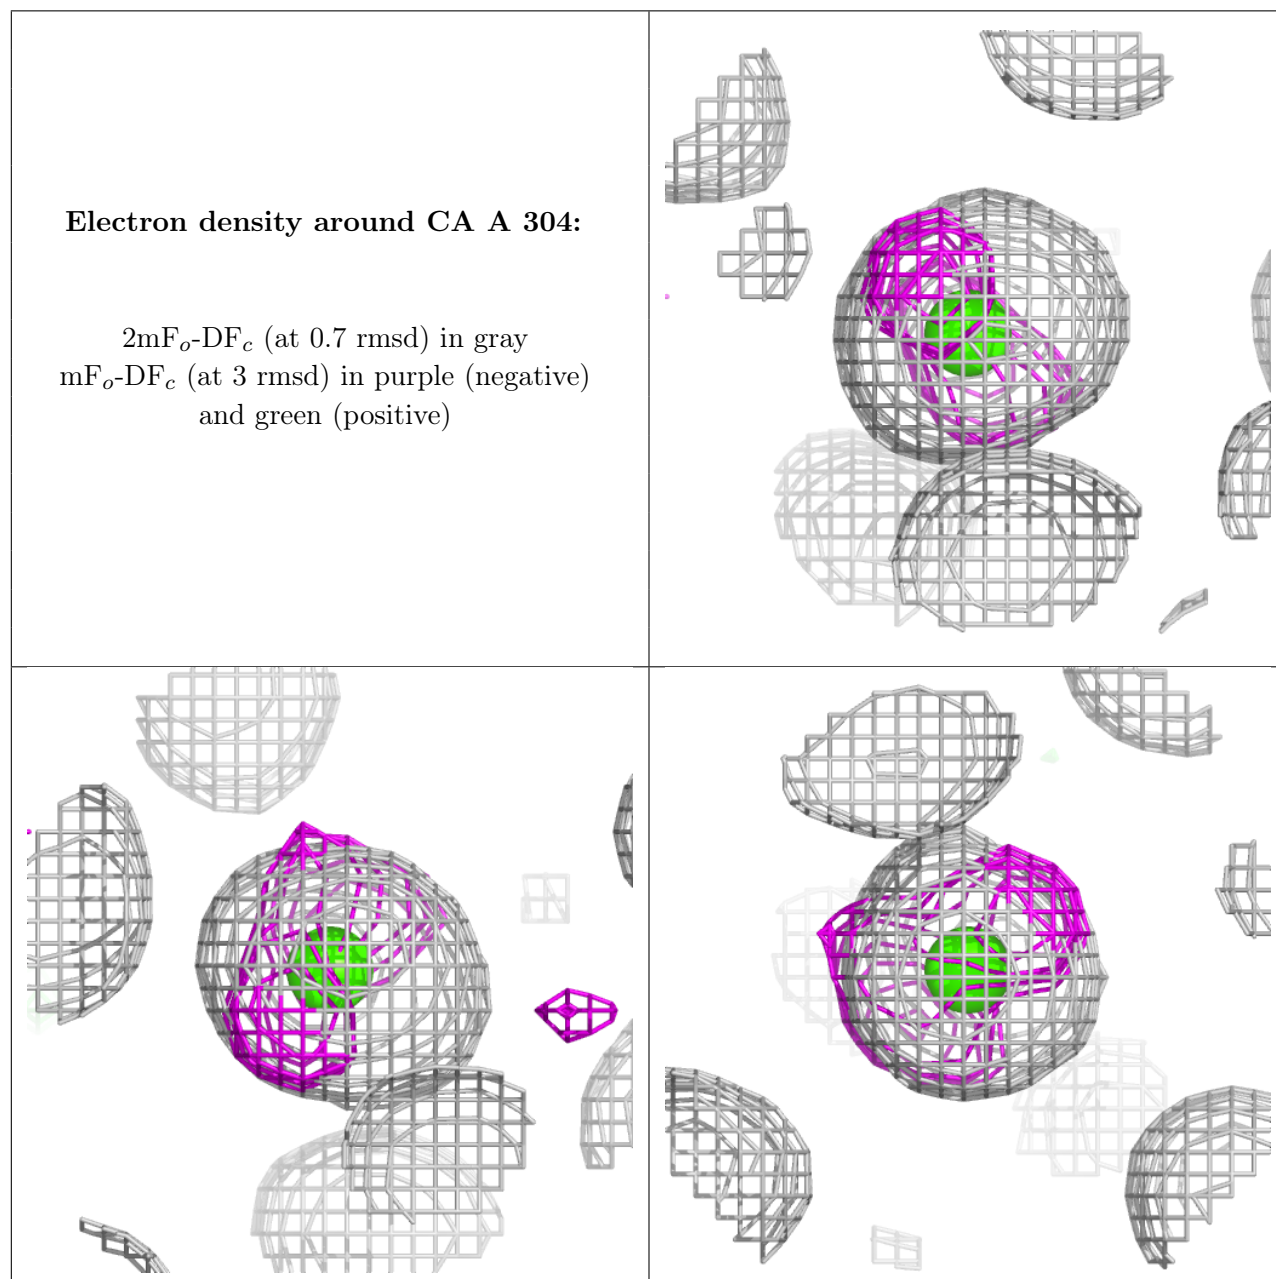 Electron density around CA A 304:
2mFo-DFc (at 0.7 rmsd) in gray
mFo-DFc (at 3 rmsd) in purple (negative)
and green (positive)